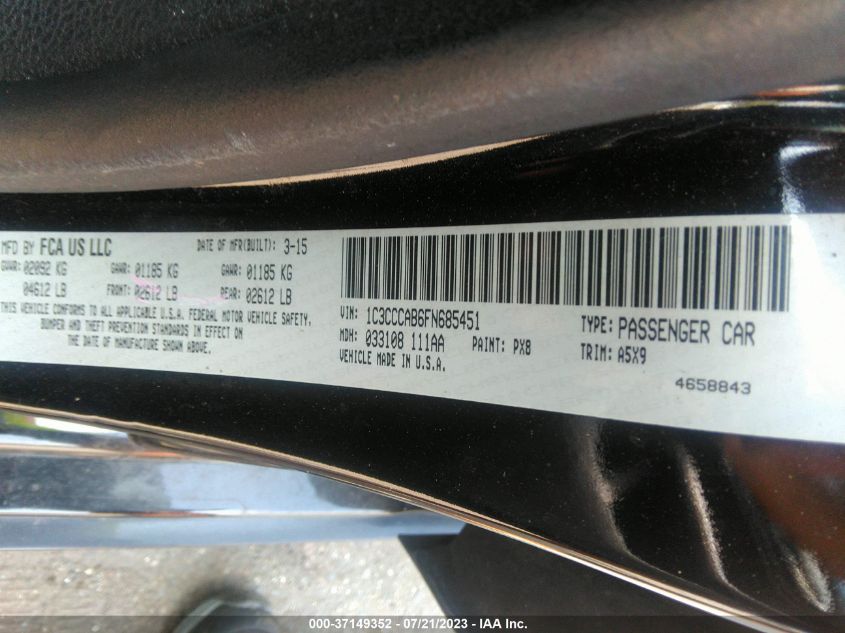 MFD BY FCA US LLC DATE OF MFR(BUILT): 3-15
GVWR: 02092 KG GAWR: 01185 KG GAWR: 01185 KG
04612 LB FRONT: 02612 LB REAR: 02612 LB
THIS VEHICLE CONFORMS TO ALL APPLICABLE U.S.A. FEDERAL MOTOR VEHICLE SAFETY,
BUMPER AND THEFT PREVENTION STANDARDS IN EFFECT ON
THE DATE OF MANUFACTURE SHOWN ABOVE.
VIN: 1C3CCCAB6FN685451 TYPE: PASSENGER CAR
MDH: 033108 111AA PAINT: PX8 TRIM: A5X9
VEHICLE MADE IN U.S.A.
4658843
000-37149352 - 07/21/2023 - © IAA Inc.